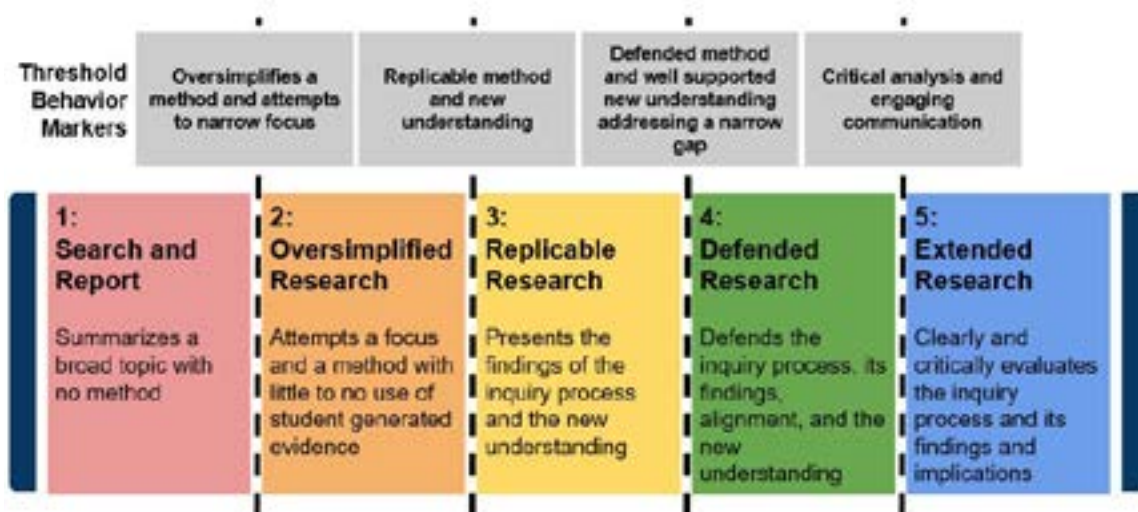 Threshold
Behavior
Markers
Oversimplifies a
method and attempts
to narrow focus
Replicable method
and new
understanding
Defended method
and well supported
new understanding
addressing a narrow
gap
Critical analysis and
engaging
communication
1:
Search and
Report
Summarizes a
broad topic with
no method
2:
Oversimplified
Research
Attempts a focus
and a method with
little to no use of
student generated
evidence
3:
Replicable
Research
Presents the
findings of the
inquiry process
and the new
understanding
4:
Defended
Research
Defends the
inquiry process, its
findings,
alignment, and the
new
understanding
5:
Extended
Research
Clearly and
critically evaluates
the inquiry
process and its
findings and
implications